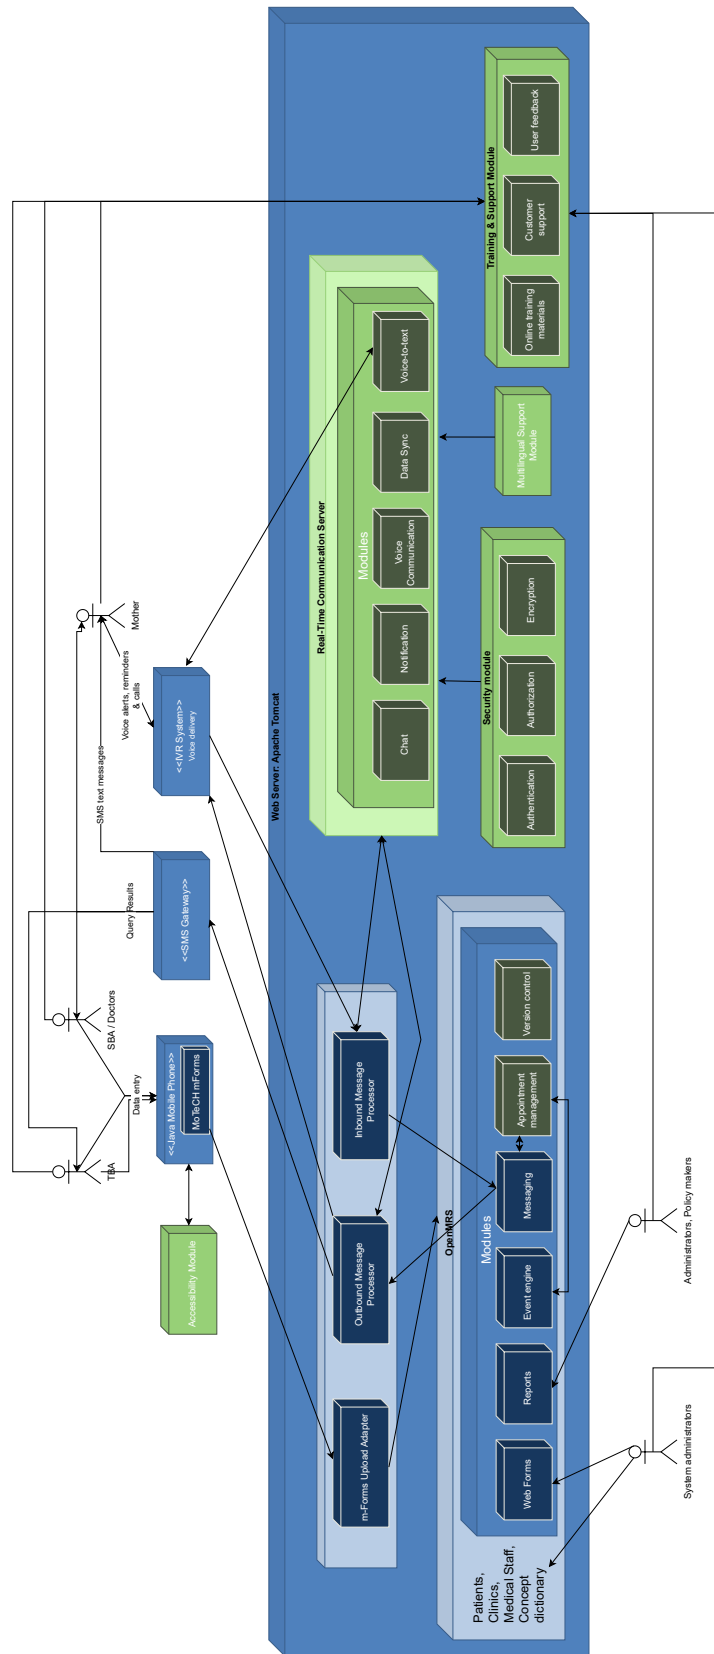 TBA
SBA / Doctors
Mother
SMS text messages
Voice alerts, reminders
& calls
Data entry
Query Results
Accessibility Module
<<Java Mobile Phone>>
MoTECH mForms
<<SMS Gateway>>
<<IVR System>>
Voice delivery
Web Server: Apache Tomcat
m-Forms Upload Adapter
Outbound Message
Processor
Inbound Message
Processor
Real-Time Communication Server
Modules
Chat
Notification
Voice
Communication
Data Sync
Voice-to-text
OpenMRS
Modules
Web Forms
Reports
Event engine
Messaging
Appointment
management
Version control
Patients,
Clinics,
Medical Staff,
Concept
dictionary
Security module
Authentication
Authorization
Encryption
Multilingual Support
Module
Training & Support Module
Online training
materials
Customer
support
User feedback
System administrators
Administrators, Policy makers